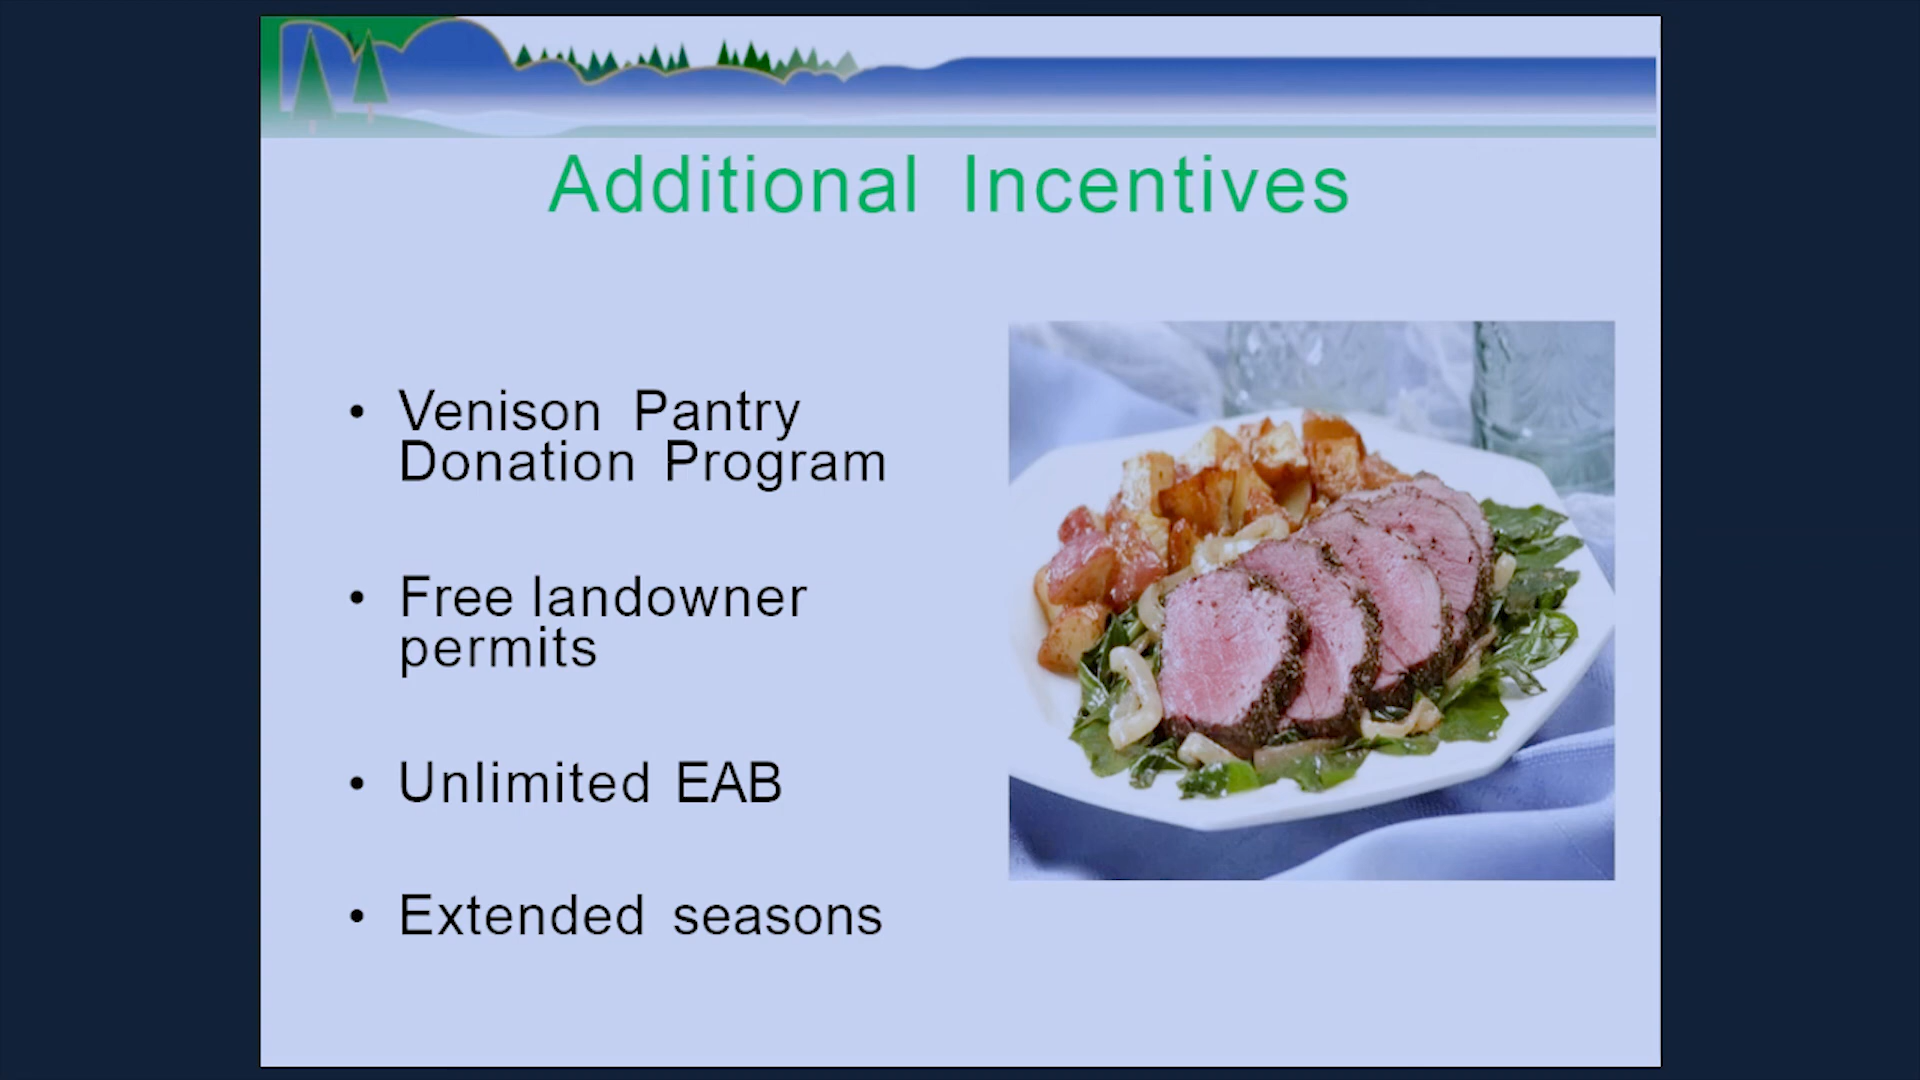 Additional Incentives
• Venison Pantry
Donation Program
• Free landowner
permits
• Unlimited EAB
• Extended seasons